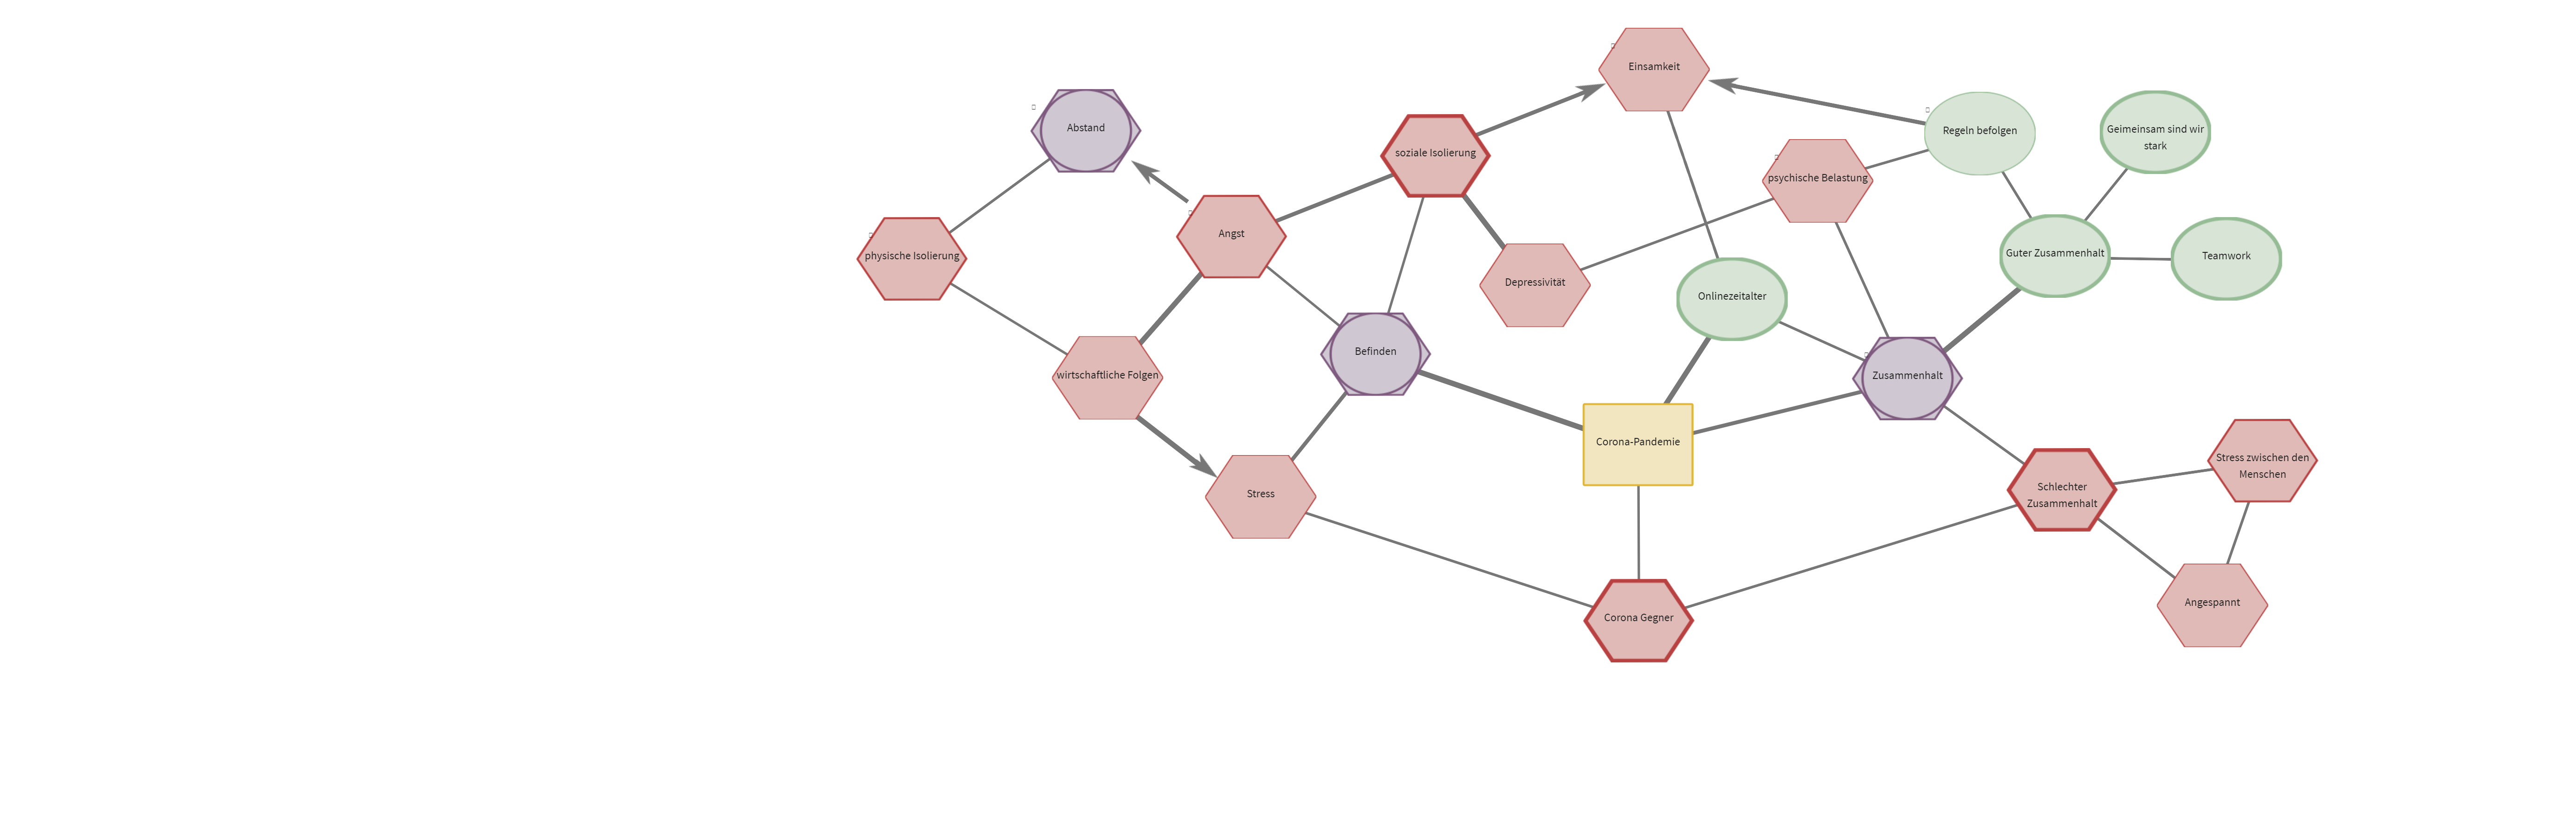 Einsamkeit
Abstand
Regeln befolgen
Geimeinsam sind wir
stark
soziale Isolierung
psychische Belastung
Angst
physische Isolierung
Guter Zusammenhalt
Teamwork
Depressivität
Onlinezeitalter
Befinden
wirtschaftliche Folgen
Zusammenhalt
Corona-Pandemie
Stress zwischen den
Menschen
Stress
Schlechter
Zusammenhalt
Angespannt
Corona Gegner